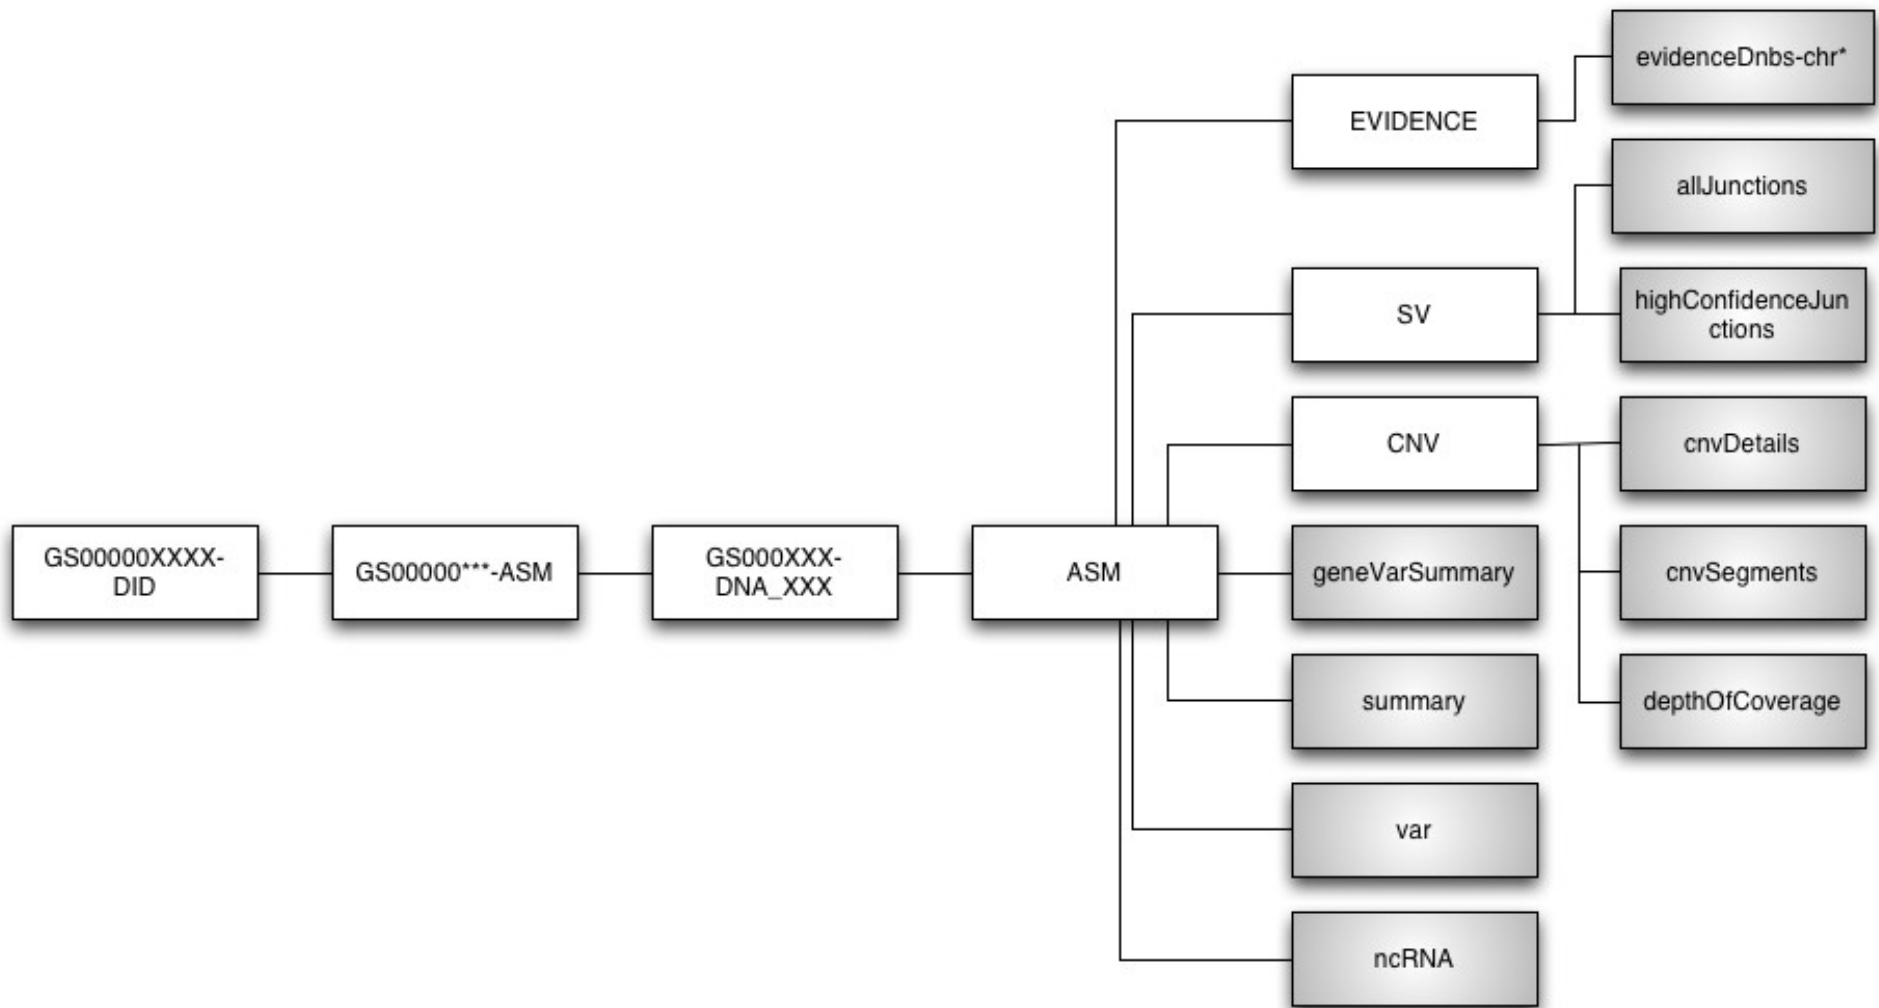 evidenceDnbs-chr*
EVIDENCE
allJunctions
SV
highConfidenceJun
ctions
CNV
cnvDetails
GS00000XXXX-
DID
GS00000***-ASM
GS000XXX-
DNA_XXX
ASM
geneVarSummary
cnvSegments
summary
depthOfCoverage
var
ncRNA